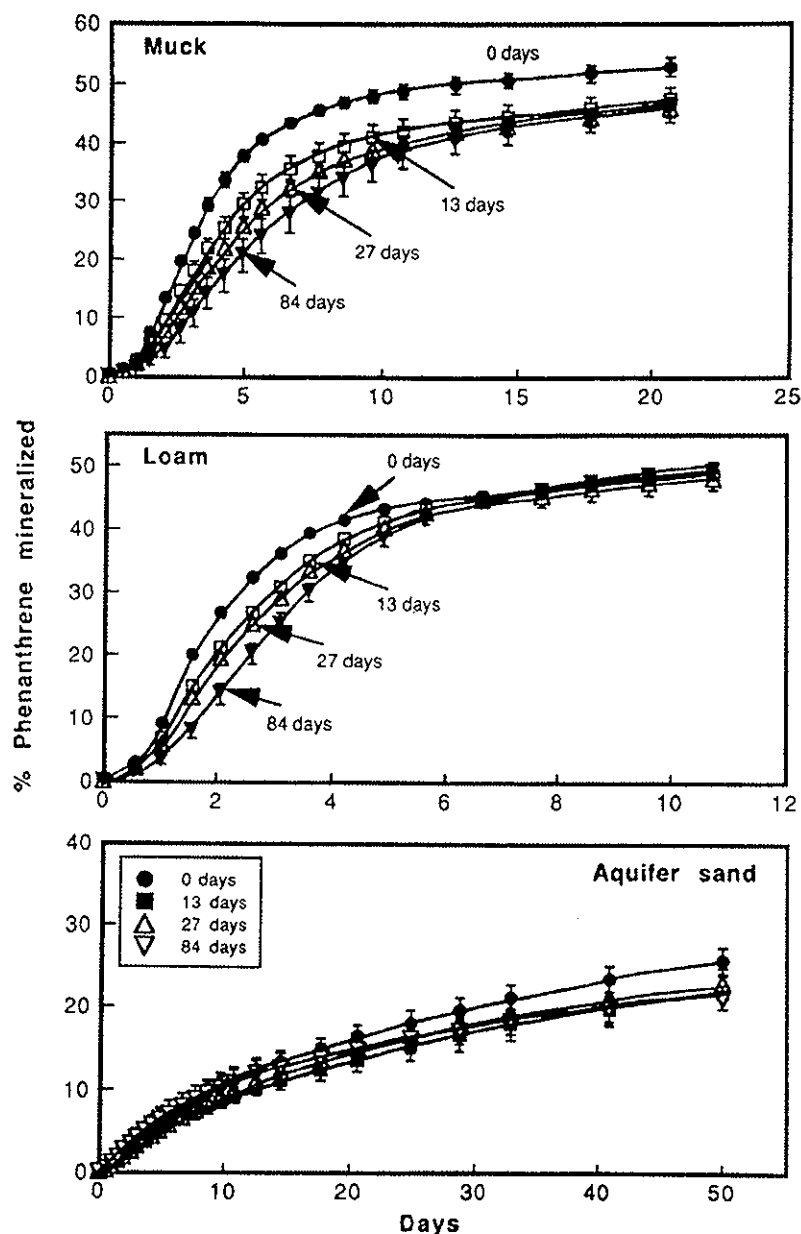 60
50
40
30
20
10
0
Muck
0 days
13 days
27 days
84 days
0 5 10 15 20 25
% Phenanthrene mineralized
50
40
30
20
10
0
Loam
0 days
13 days
27 days
84 days
0 2 4 6 8 10 12
40
30
20
10
0
0 days
13 days
27 days
84 days
Aquifer sand
0 10 20 30 40 50
Days